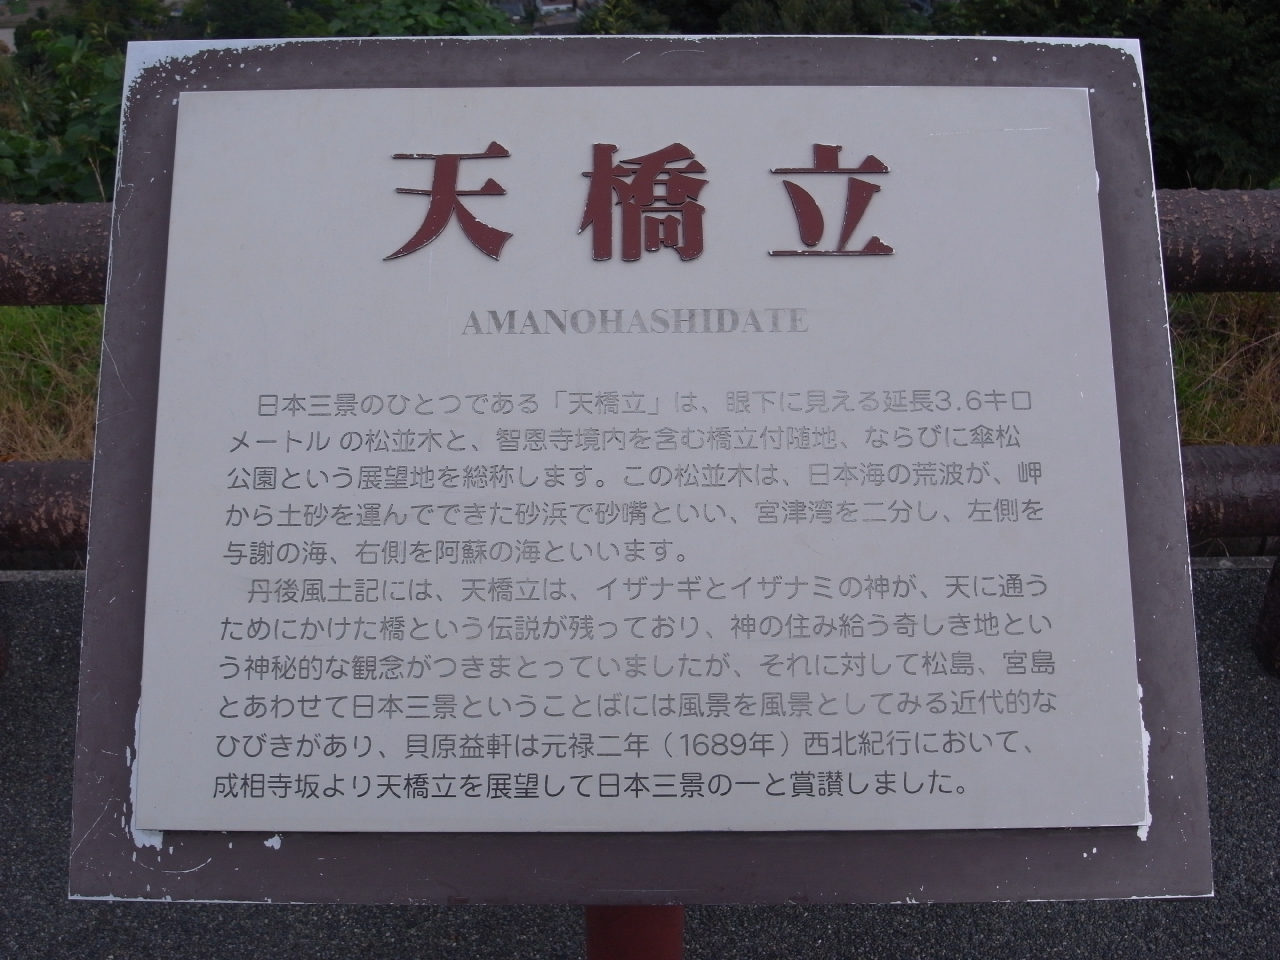 天橋立
AMANOHASHIDATE
日本三景のひとつである「天橋立」は、眼下に見える延長3.6キロ
メートル の松並木と、智恩寺境内を含む橋立付随地、ならびに傘松
公園という展望地を総称します。この松並木は、日本海の荒波が、岬
から土砂を運んでできた砂浜で砂嘴といい、宮津湾を二分し、左側を
与謝の海、右側を阿蘇の海といいます。
丹後風土記には、天橋立は、イザナギとイザナミの神が、天に通う
ためにかけた橋という伝説が残っており、神の住み給う奇しき地とい
う神秘的な観念がつきまとっていましたが、それに対して松島、宮島
とあわせて日本三景ということばには風景を風景としてみる近代的な
ひびきがあり、貝原益軒は元禄二年（1689年）西北紀行において、
成相寺坂より天橋立を展望して日本三景の一と賞讃しました。